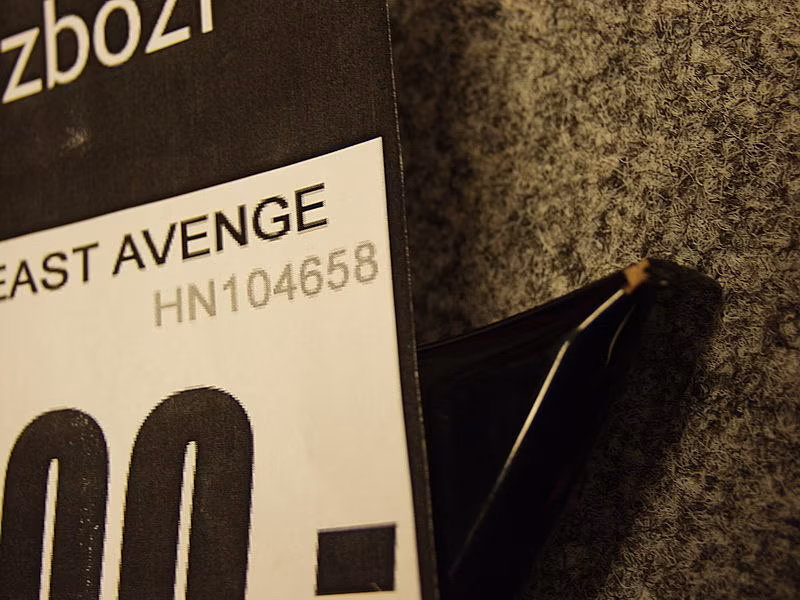 zboží
EAST AVENGE
HN104658
00.-